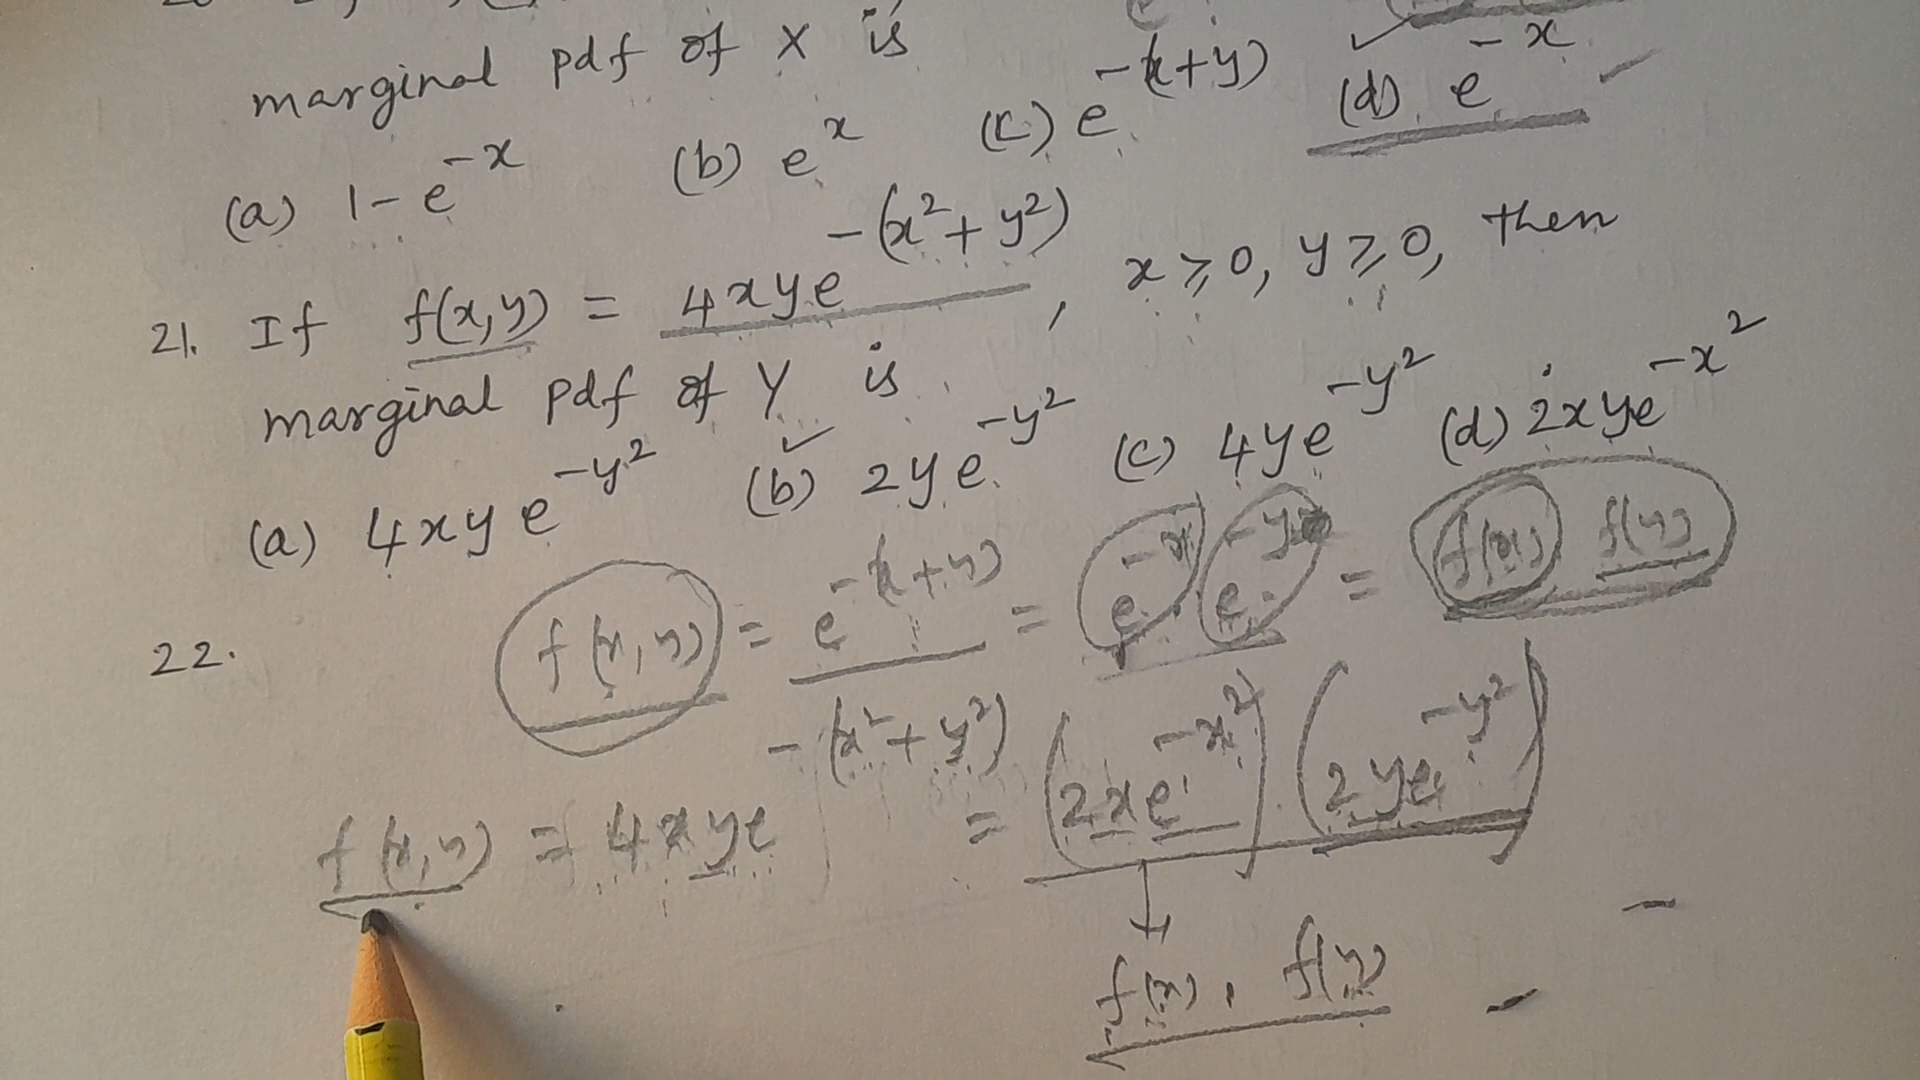 marginal pdf of X is
(a) 1-e^{-x} (b) e^{x} (c) e^{-(x+y)} (d) e^{-x}
21. If f(x,y) = 4xye^{-(x²+y²)}, x ≥ 0, y ≥ 0, then
marginal pdf of Y is
(a) 4xye^{-y²} (b) 2ye^{-y²} (c) 4ye^{-y²} (d) 2xye^{-x²}
22. f(x,y) = e^{-(x+y)} = e^{-x} . e^{-y} = f(x) f(y)
f(x,y) = 4xye^{-(x²+y²)} = (2xe^{-x²}) . (2ye^{-y²})
f(x) . f(y)